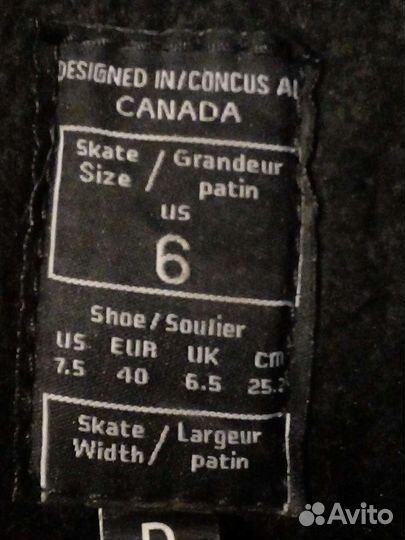 DESIGNED IN/CONCUS AU
CANADA
Skate Size / Grandeur patin
US
6
Shoe/Soulier
US EUR UK cm
7.5 40 6.5
Skate Width / Largeur patin
D
Avito